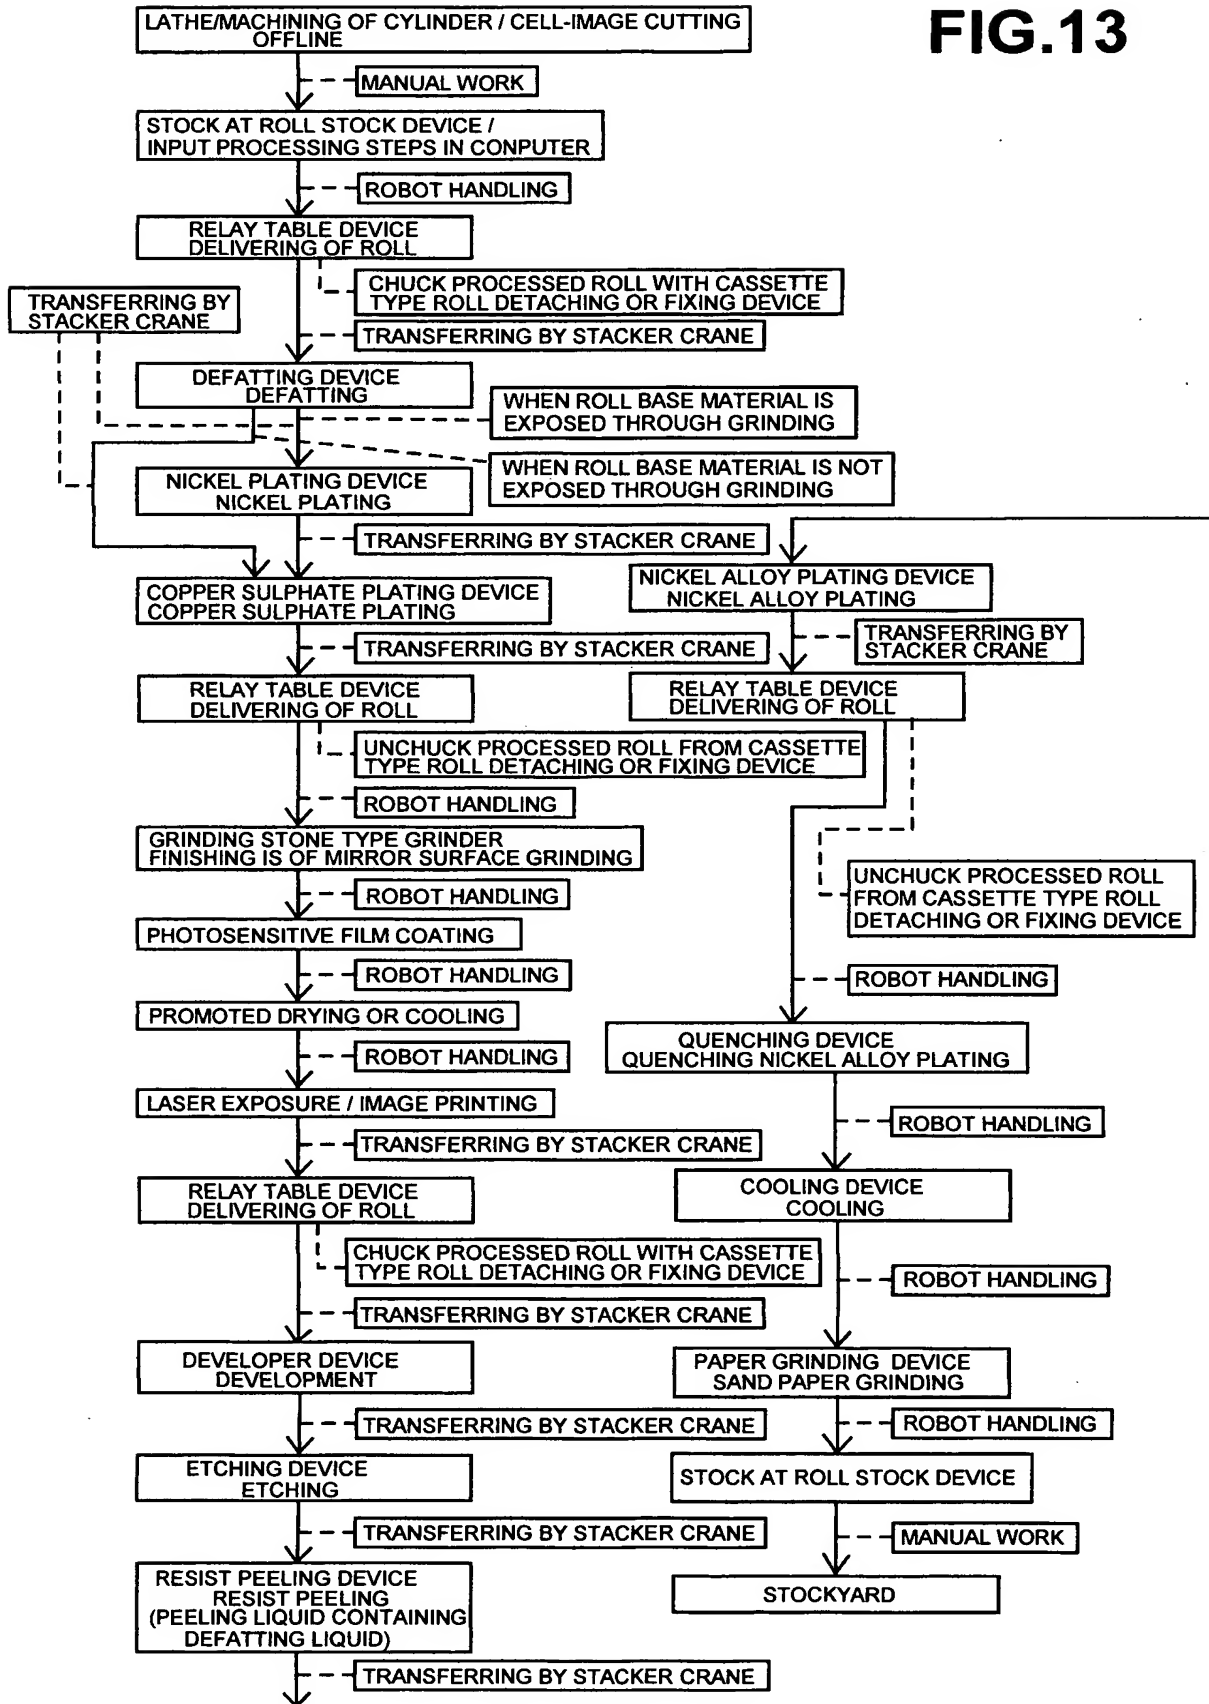 FIG.13
LATHE/MACHINING OF CYLINDER / CELL-IMAGE CUTTING
OFFLINE
MANUAL WORK
STOCK AT ROLL STOCK DEVICE /
INPUT PROCESSING STEPS IN CONPUTER
ROBOT HANDLING
RELAY TABLE DEVICE
DELIVERING OF ROLL
CHUCK PROCESSED ROLL WITH CASSETTE
TYPE ROLL DETACHING OR FIXING DEVICE
TRANSFERRING BY
STACKER CRANE
TRANSFERRING BY STACKER CRANE
DEFATTING DEVICE
DEFATTING
WHEN ROLL BASE MATERIAL IS
EXPOSED THROUGH GRINDING
WHEN ROLL BASE MATERIAL IS NOT
EXPOSED THROUGH GRINDING
NICKEL PLATING DEVICE
NICKEL PLATING
TRANSFERRING BY STACKER CRANE
COPPER SULPHATE PLATING DEVICE
COPPER SULPHATE PLATING
TRANSFERRING BY STACKER CRANE
RELAY TABLE DEVICE
DELIVERING OF ROLL
UNCHUCK PROCESSED ROLL FROM CASSETTE
TYPE ROLL DETACHING OR FIXING DEVICE
ROBOT HANDLING
GRINDING STONE TYPE GRINDER
FINISHING IS OF MIRROR SURFACE GRINDING
ROBOT HANDLING
PHOTOSENSITIVE FILM COATING
ROBOT HANDLING
PROMOTED DRYING OR COOLING
ROBOT HANDLING
LASER EXPOSURE / IMAGE PRINTING
TRANSFERRING BY STACKER CRANE
RELAY TABLE DEVICE
DELIVERING OF ROLL
CHUCK PROCESSED ROLL WITH CASSETTE
TYPE ROLL DETACHING OR FIXING DEVICE
TRANSFERRING BY STACKER CRANE
DEVELOPER DEVICE
DEVELOPMENT
TRANSFERRING BY STACKER CRANE
ETCHING DEVICE
ETCHING
TRANSFERRING BY STACKER CRANE
RESIST PEELING DEVICE
RESIST PEELING
(PEELING LIQUID CONTAINING
DEFATTING LIQUID)
TRANSFERRING BY STACKER CRANE
NICKEL ALLOY PLATING DEVICE
NICKEL ALLOY PLATING
TRANSFERRING BY
STACKER CRANE
RELAY TABLE DEVICE
DELIVERING OF ROLL
UNCHUCK PROCESSED ROLL
FROM CASSETTE TYPE ROLL
DETACHING OR FIXING DEVICE
ROBOT HANDLING
QUENCHING DEVICE
QUENCHING NICKEL ALLOY PLATING
ROBOT HANDLING
COOLING DEVICE
COOLING
ROBOT HANDLING
PAPER GRINDING DEVICE
SAND PAPER GRINDING
ROBOT HANDLING
STOCK AT ROLL STOCK DEVICE
MANUAL WORK
STOCKYARD